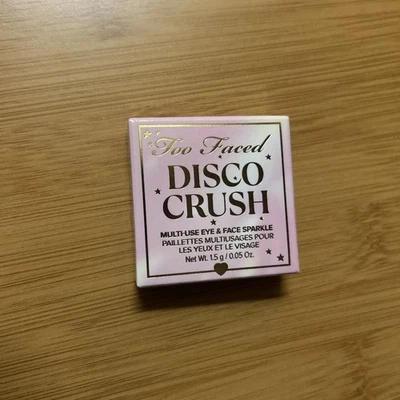 Too Faced
DISCO
CRUSH
MULTI-USE EYE & FACE SPARKLE
PAILLETTES MULTIUSAGES POUR
LES YEUX ET LE VISAGE
Net Wt. 1.5 g / 0.05 Oz.